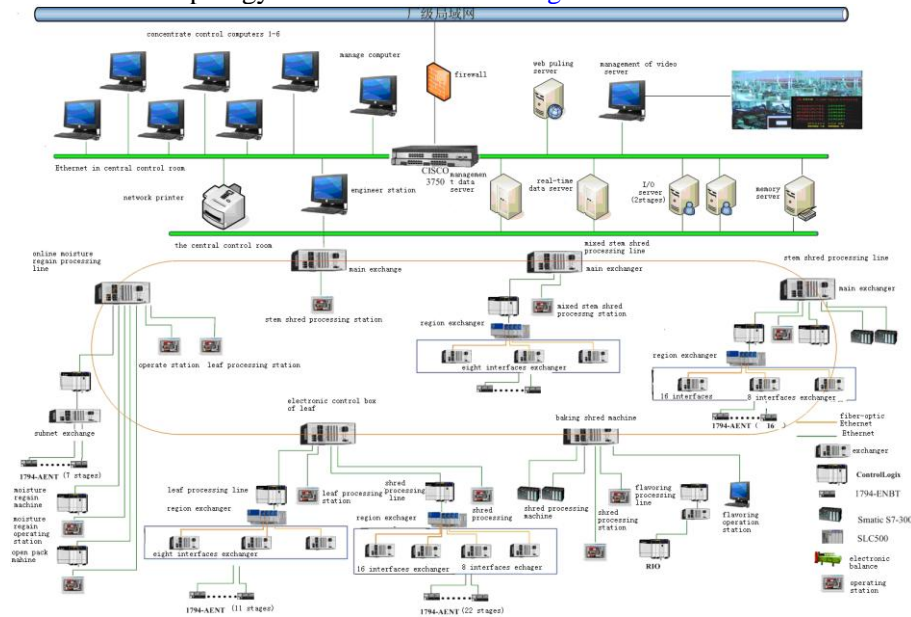 topology
厂级局域网
concentrate control computers 1-6
manage computer
firewall
web puling
server
management of video
server
Ethernet in central control room
CISCO
3750
managemen
t data
server
real-time
data server
I/O
server
(2stages)
memory
server
network printer
engineer station
the central control room
online moisture
regain processing
line
main exchange
mixed stem shred
processing line
main exchanger
stem shred processing line
main exchanger
stem shred processing station
mixed stem shred
processng station
region exchanger
eight interfaces exchanger
region exchanger
16 interfaces
8 interfaces exchanger
1794-AENT ( 16 )
operate station
leaf processing station
subnet exchange
1794-AENT (7 stages)
electronic control box
of leaf
baking shred machine
fiber-optic
Ethernet
Ethernet
exchanger
ControlLogix
1794-ENBT
Smatic S7-300
SLC500
electronic
balance
operating
station
moisture
regain
machine
moisture
regain
operating
station
open pack
mahine
leaf processing line
region exchanger
leaf processing
station
shred
processing
line
region exchager
shred
processing
eight interfaces exchanger
16 interfaces exchanger
8 interfaces echager
1794-AENT (11 stages)
1794-AENT (22 stages)
shred processing
machine
shred
processing
station
flavoring
processing
line
RIO
flavoring
operation
station